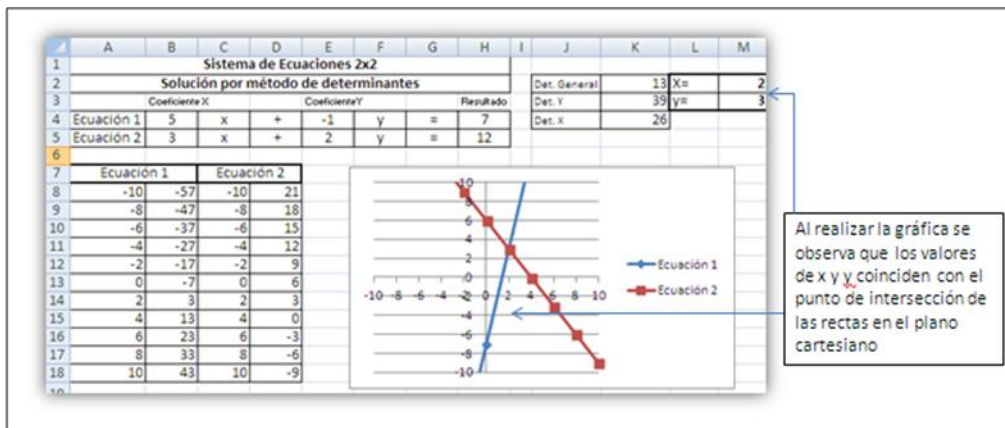 A B C D E F G H I J K L M
1 Sistema de Ecuaciones 2x2
2 Solución por método de determinantes Det. General 13 X= 2
3 Coeficiente X Coeficiente Y Resultado Det. Y 39 y= 3
4 Ecuación 1 5 x + -1 y = 7 Det. X 26
5 Ecuación 2 3 x + 2 y = 12
6
7 Ecuación 1 Ecuación 2
8 -10 -57 -10 21
9 -8 -47 -8 18
10 -6 -37 -6 15
11 -4 -27 -4 12
12 -2 -17 -2 9
13 0 -7 0 6
14 2 3 2 3
15 4 13 4 0
16 6 23 6 -3
17 8 33 8 -6
18 10 43 10 -9
10
8
6
4
2
0
-10 -8 -6 -4 -2 0 2 4 6 8 10
-4
-6
-8
-10
Ecuación 1
Ecuación 2
Al realizar la gráfica se
observa que los valores
de x y y coinciden con el
punto de intersección de
las rectas en el plano
cartesiano